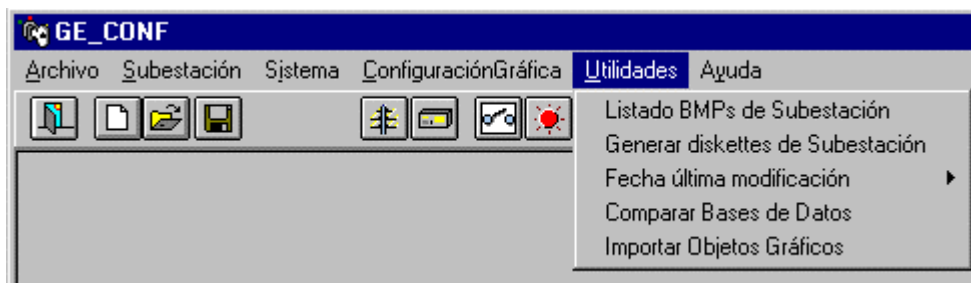 GE_CONF
Archivo Subestación Sistema ConfiguraciónGráfica Utilidades Ayuda
Listado BMPs de Subestación
Generar diskettes de Subestación
Fecha última modificación
Comparar Bases de Datos
Importar Objetos Gráficos